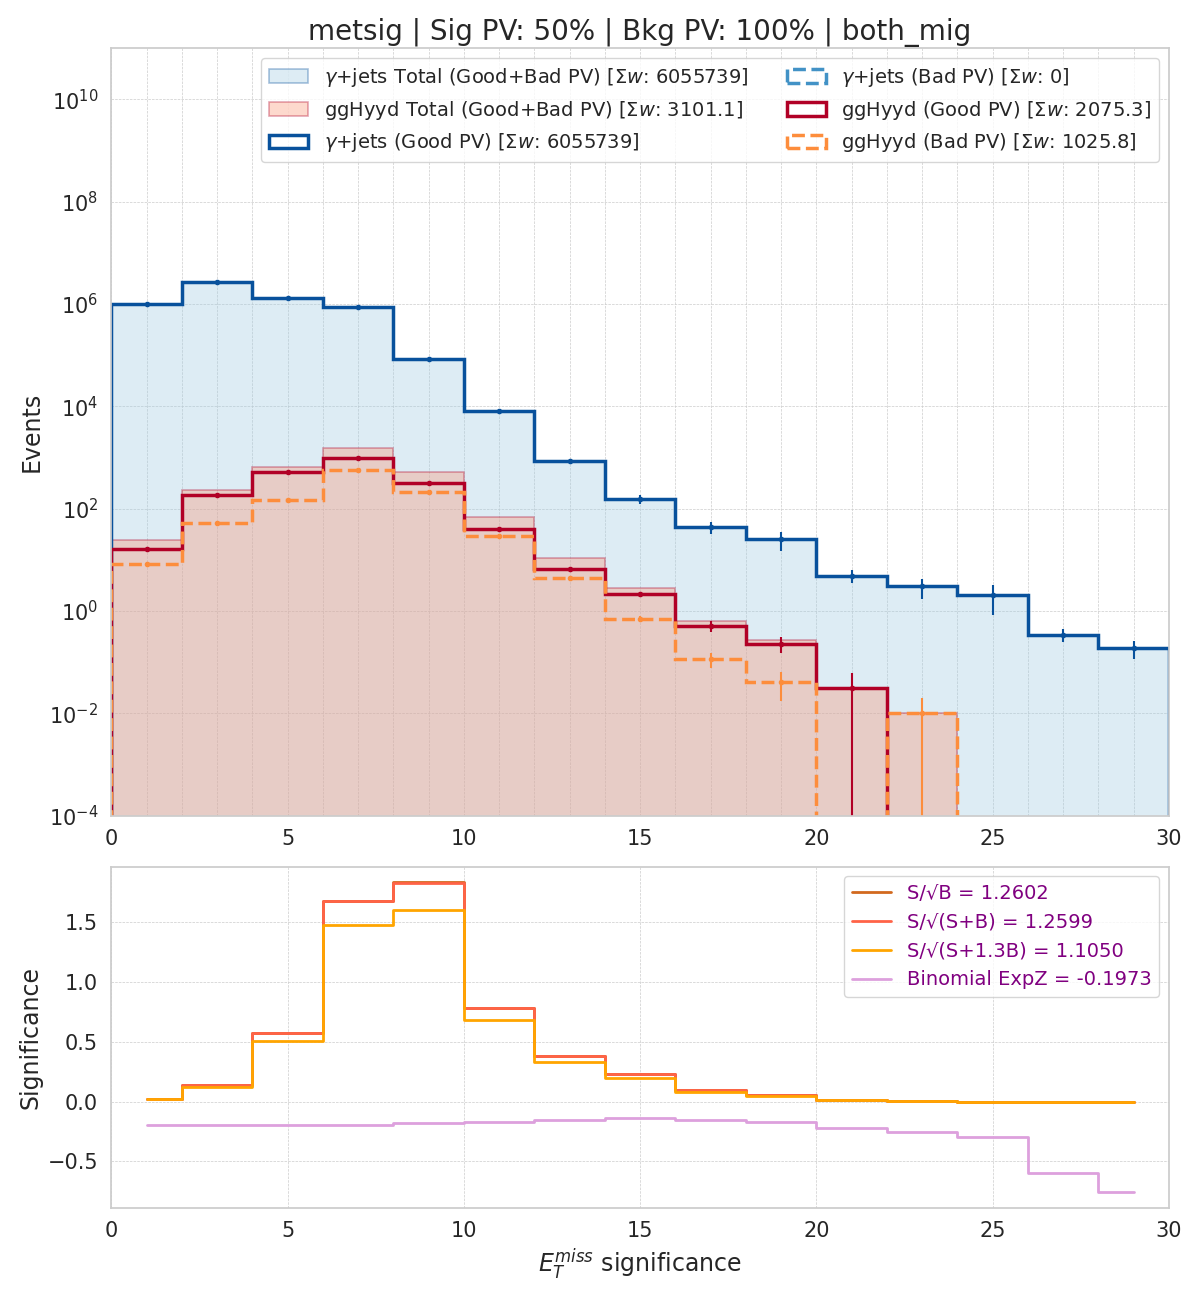 metsig | Sig PV: 50% | Bkg PV: 100% | both_mig
γ+jets Total (Good+Bad PV) [Σw: 6055739]
ggHyyd Total (Good+Bad PV) [Σw: 3101.1]
γ+jets (Good PV) [Σw: 6055739]
γ+jets (Bad PV) [Σw: 0]
ggHyyd (Good PV) [Σw: 2075.3]
ggHyyd (Bad PV) [Σw: 1025.8]
Events
10^10
10^8
10^6
10^4
10^2
10^0
10^−2
10^−4
0 5 10 15 20 25 30
S/√B = 1.2602
S/√(S+B) = 1.2599
S/√(S+1.3B) = 1.1050
Binomial ExpZ = -0.1973
Significance
1.5
1.0
0.5
0.0
−0.5
0 5 10 15 20 25 30
E_T^miss significance